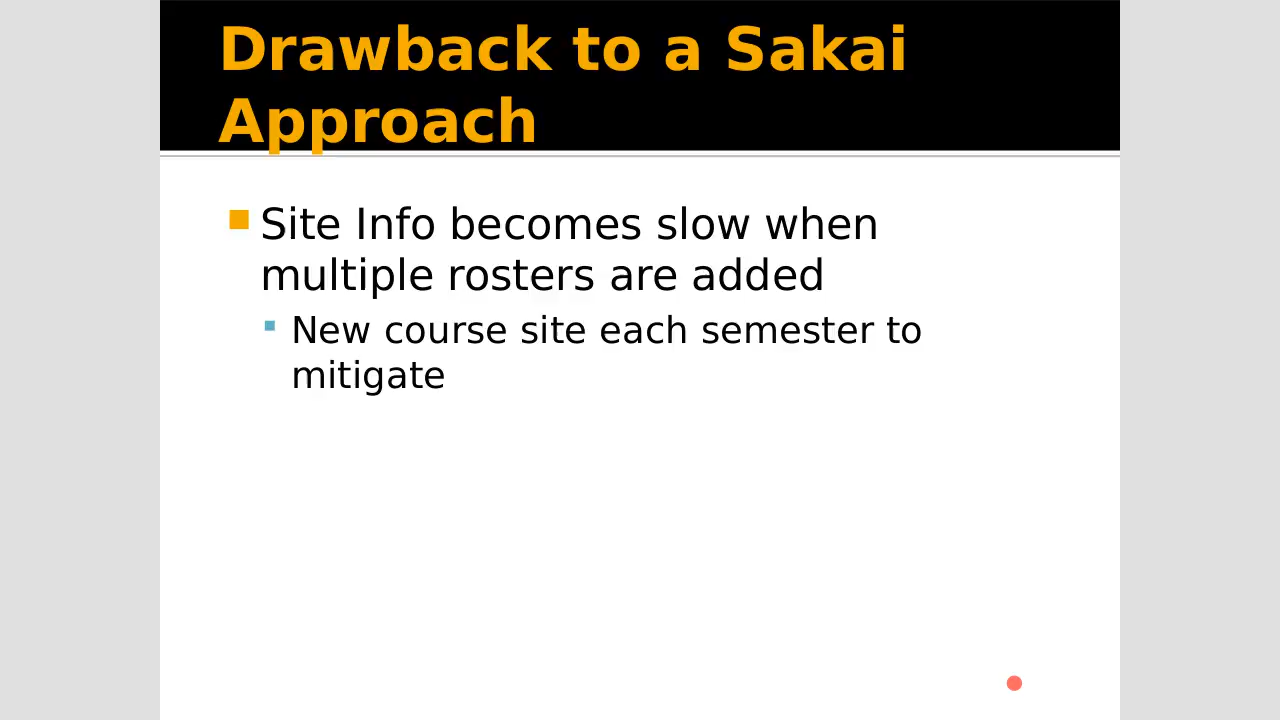 Drawback to a Sakai
Approach
Site Info becomes slow when
multiple rosters are added
New course site each semester to
mitigate